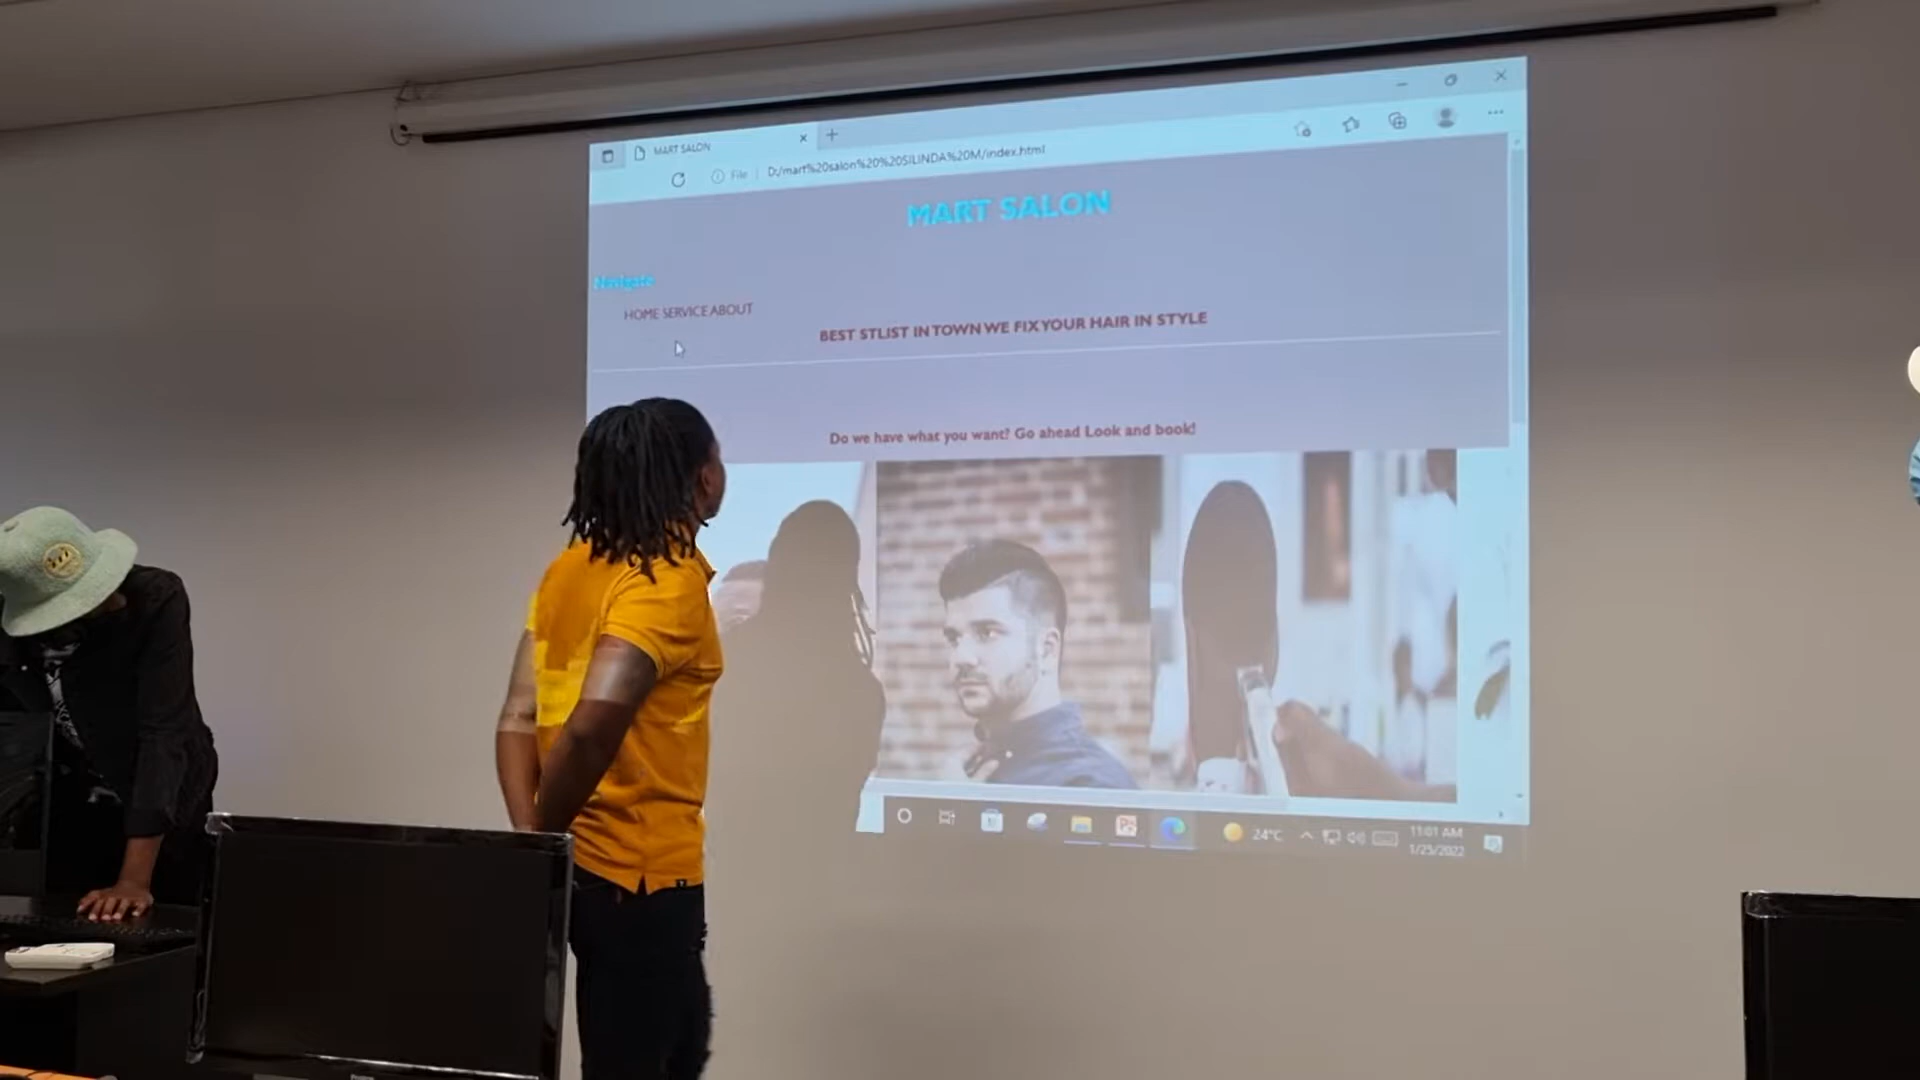 MART SALON
File D:/mart%20salon%20%20SILINDA%20M/index.html
MART SALON
Navigate
HOME SERVICE ABOUT
BEST STLIST IN TOWN WE FIX YOUR HAIR IN STYLE
Do we have what you want? Go ahead Look and book!
24°C
11:01 AM
1/25/2022